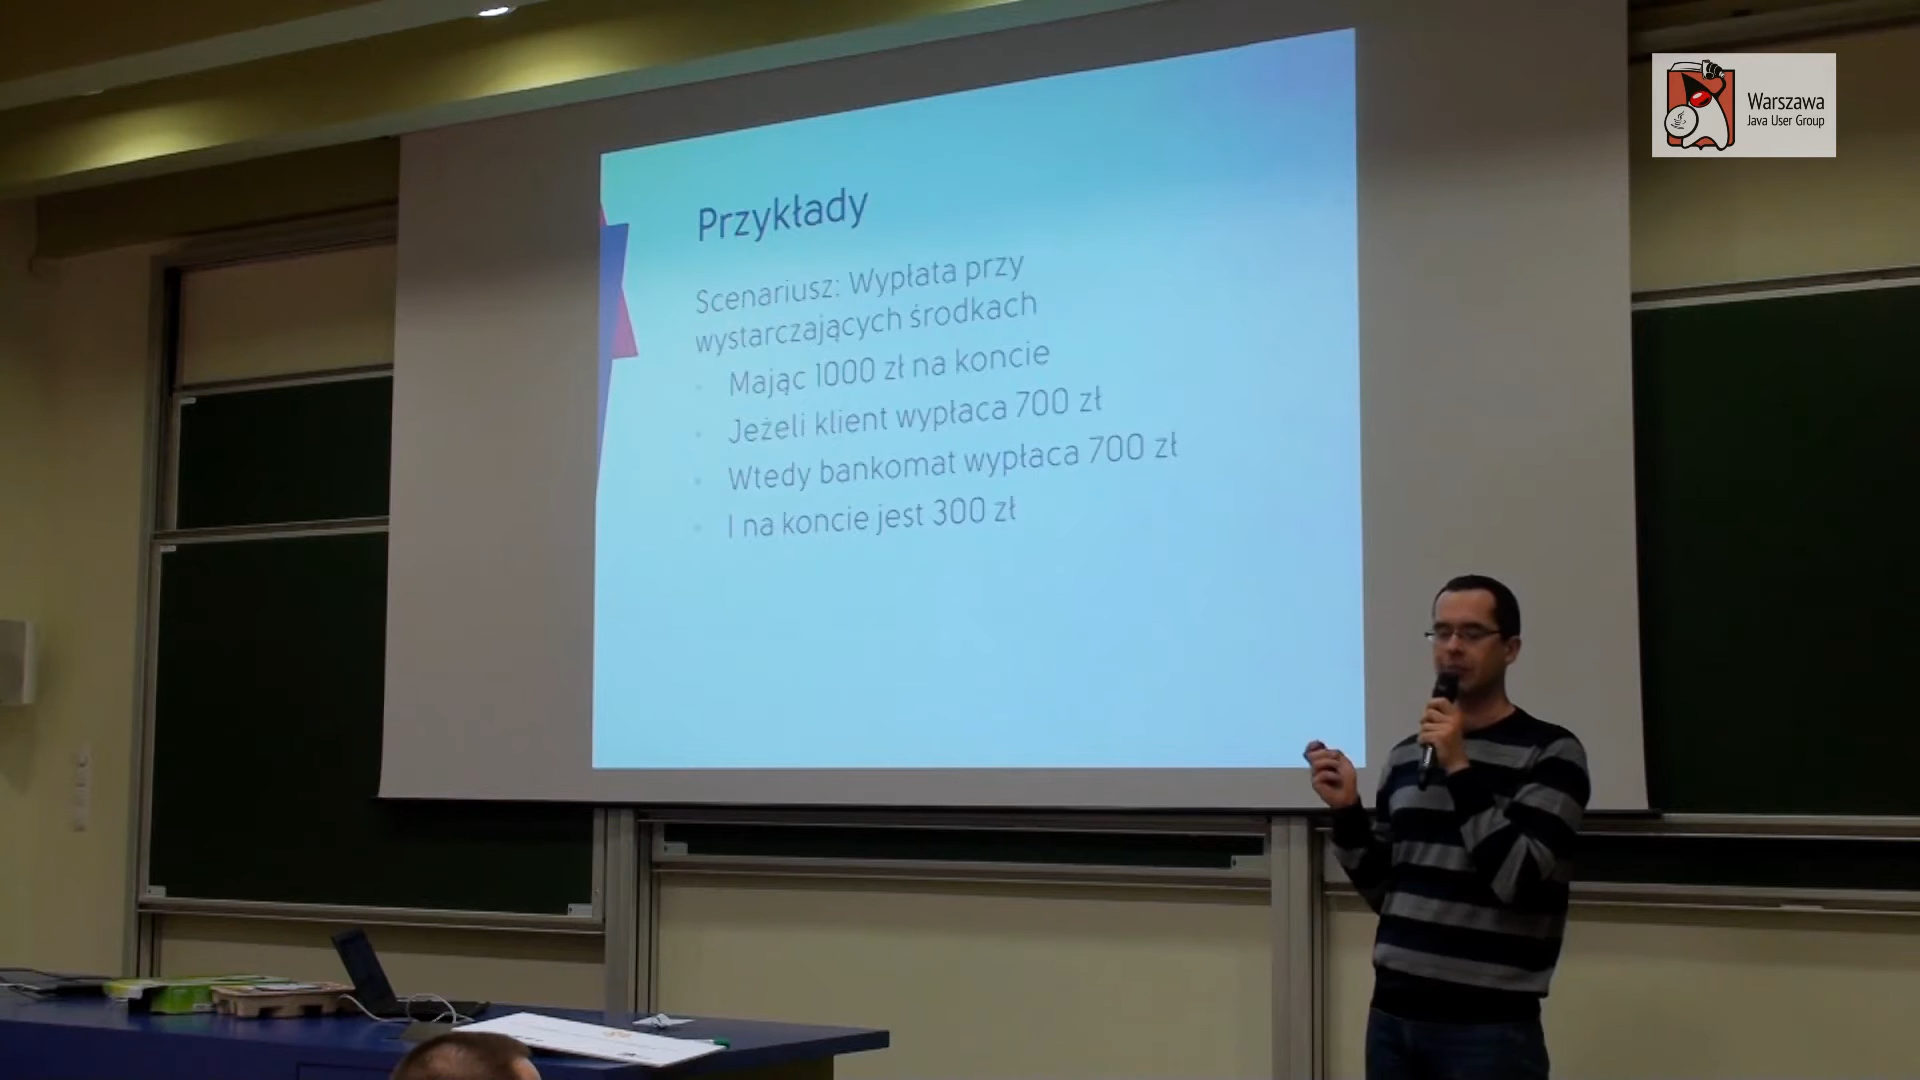 Przykłady
Scenariusz: Wypłata przy
wystarczających środkach
Mając 1000 zł na koncie
Jeżeli klient wypłaca 700 zł
Wtedy bankomat wypłaca 700 zł
I na koncie jest 300 zł
Warszawa
Java User Group